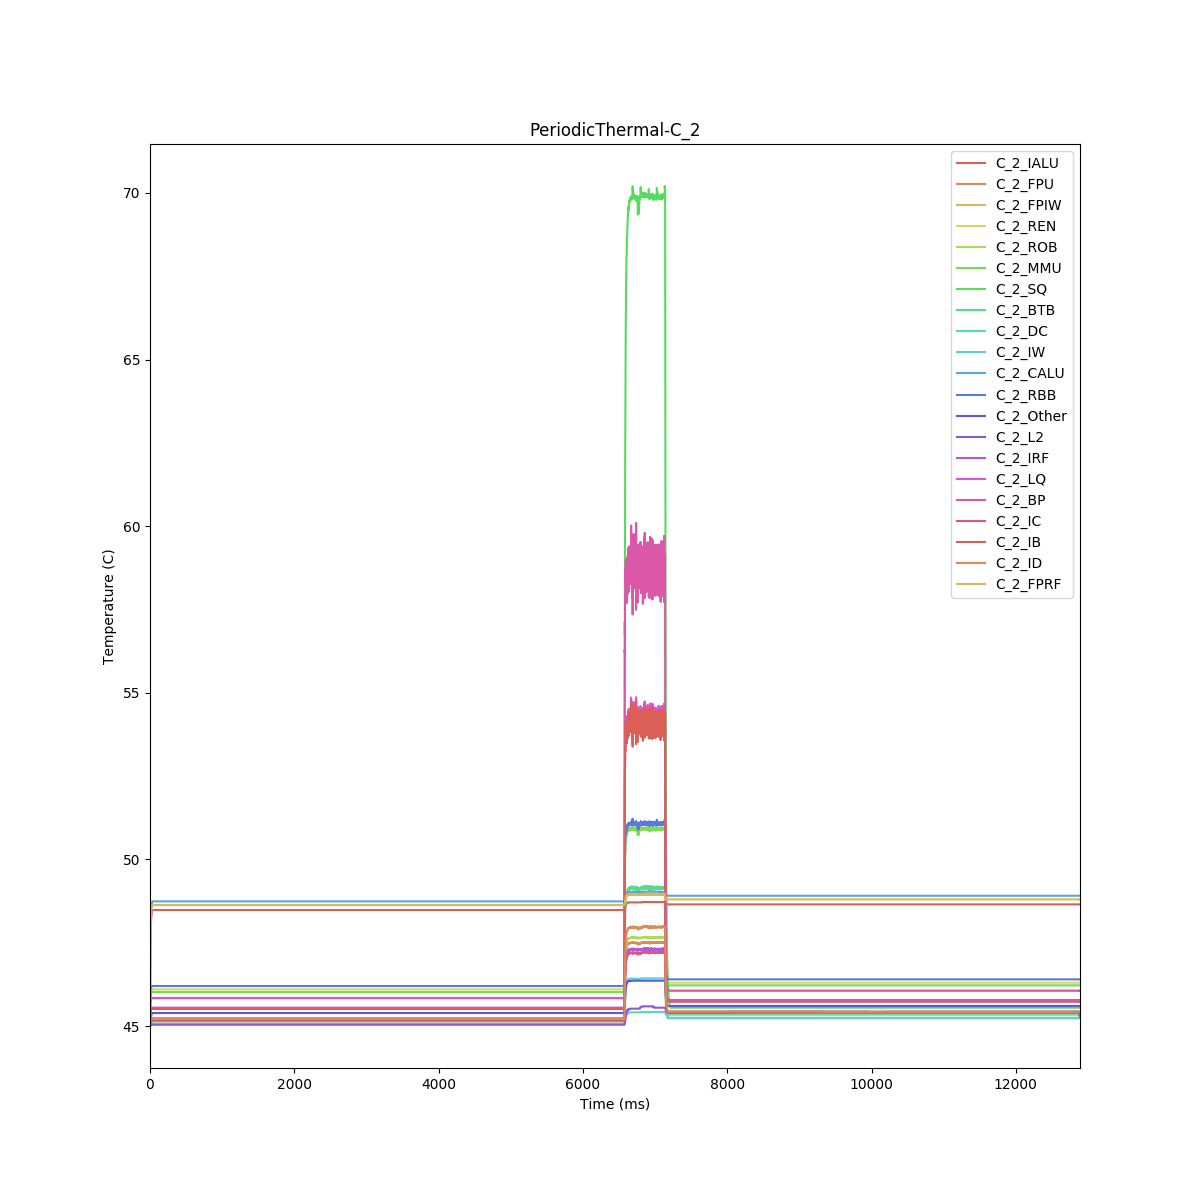 PeriodicThermal-C_2
70
65
60
55
50
45
Temperature (C)
0 2000 4000 6000 8000 10000 12000
Time (ms)
C_2_IALU
C_2_FPU
C_2_FPIW
C_2_REN
C_2_ROB
C_2_MMU
C_2_SQ
C_2_BTB
C_2_DC
C_2_IW
C_2_CALU
C_2_RBB
C_2_Other
C_2_L2
C_2_IRF
C_2_LQ
C_2_BP
C_2_IC
C_2_IB
C_2_ID
C_2_FPRF